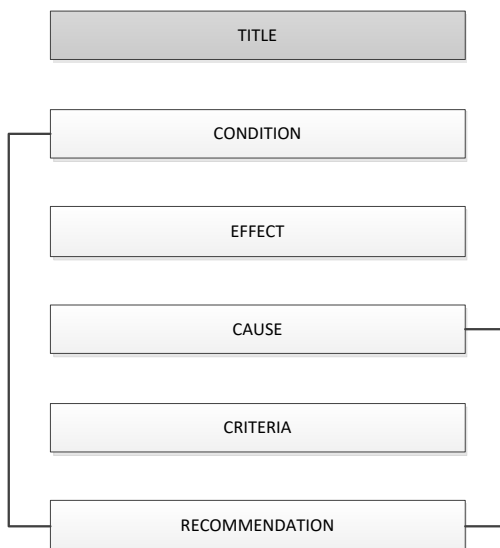 TITLE
CONDITION
EFFECT
CAUSE
CRITERIA
RECOMMENDATION